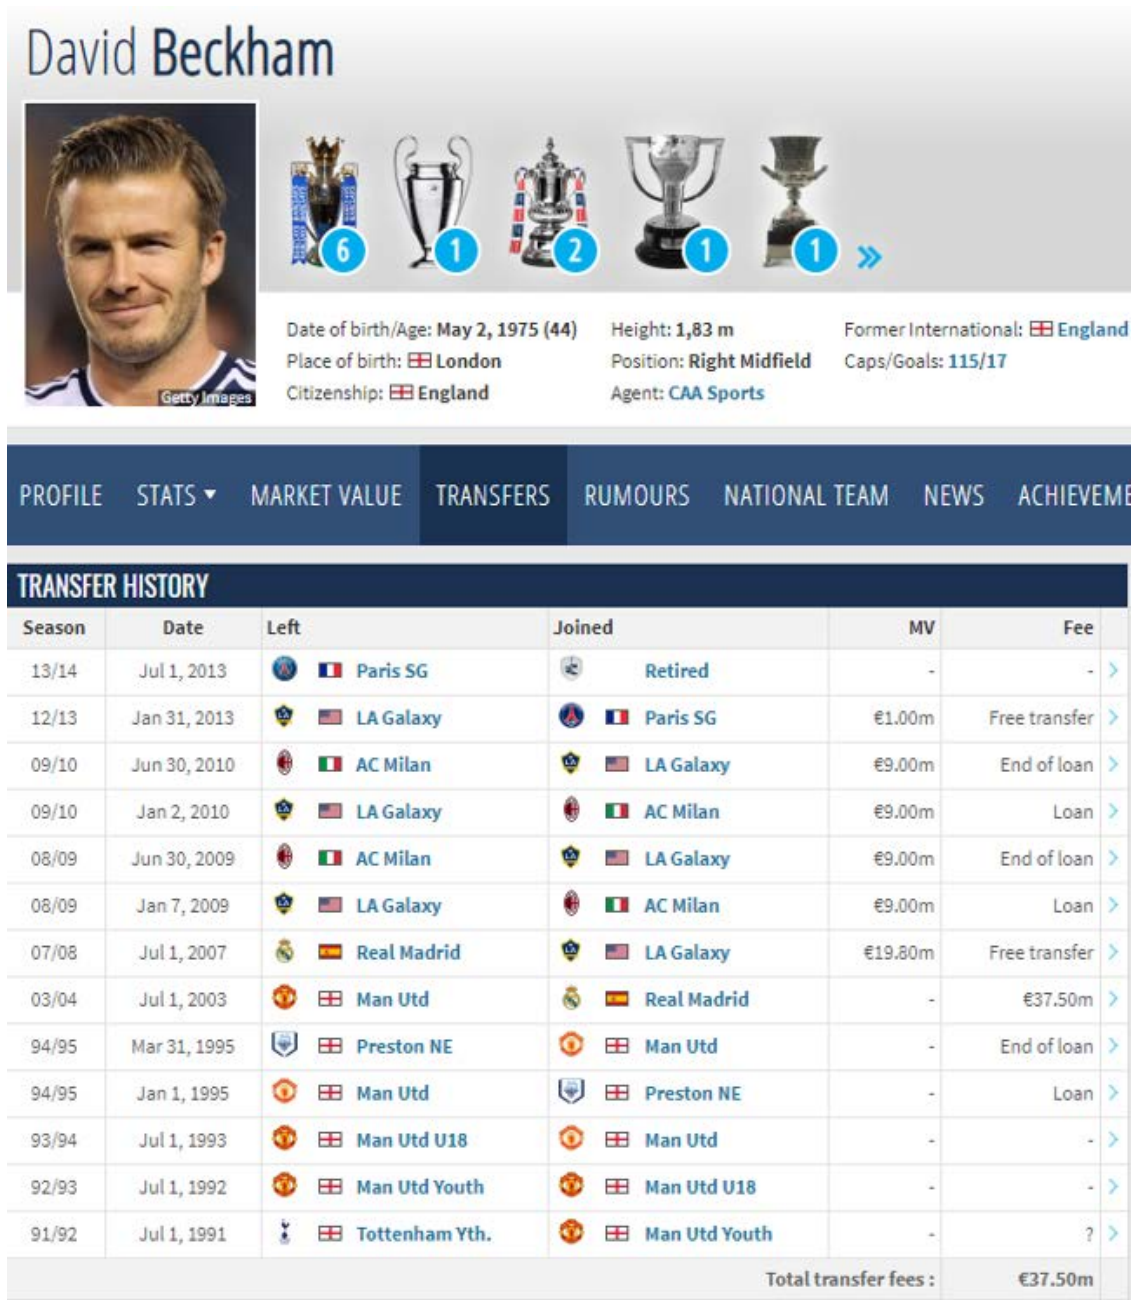 David Beckham
6 1 2 1 1
Getty Images
Date of birth/Age: May 2, 1975 (44) Height: 1,83 m Former International: England
Place of birth: London Position: Right Midfield Caps/Goals: 115/17
Citizenship: England Agent: CAA Sports
PROFILE STATS MARKET VALUE TRANSFERS RUMOURS NATIONAL TEAM NEWS ACHIEVEME
TRANSFER HISTORY
Season Date Left Joined MV Fee
13/14 Jul 1, 2013 Paris SG Retired - -
12/13 Jan 31, 2013 LA Galaxy Paris SG €1.00m Free transfer
09/10 Jun 30, 2010 AC Milan LA Galaxy €9.00m End of loan
09/10 Jan 2, 2010 LA Galaxy AC Milan €9.00m Loan
08/09 Jun 30, 2009 AC Milan LA Galaxy €9.00m End of loan
08/09 Jan 7, 2009 LA Galaxy AC Milan €9.00m Loan
07/08 Jul 1, 2007 Real Madrid LA Galaxy €19.80m Free transfer
03/04 Jul 1, 2003 Man Utd Real Madrid - €37.50m
94/95 Mar 31, 1995 Preston NE Man Utd - End of loan
94/95 Jan 1, 1995 Man Utd Preston NE - Loan
93/94 Jul 1, 1993 Man Utd U18 Man Utd - -
92/93 Jul 1, 1992 Man Utd Youth Man Utd U18 - -
91/92 Jul 1, 1991 Tottenham Yth. Man Utd Youth - ?
Total transfer fees : €37.50m